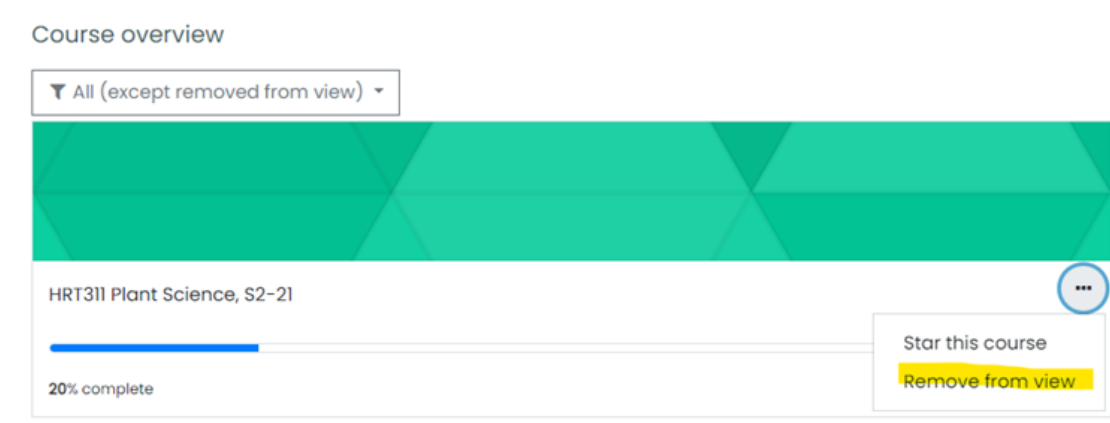 Course overview
All (except removed from view)
HRT311 Plant Science, S2-21
Star this course
Remove from view
20% complete